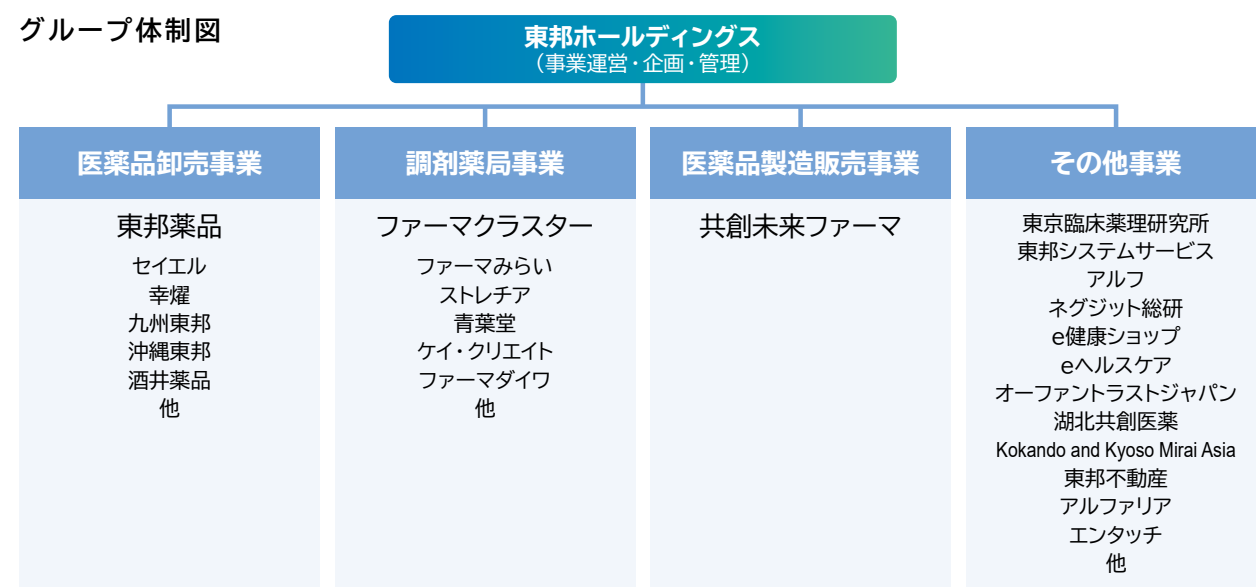 グループ体制図
東邦ホールディングス
（事業運営・企画・管理）
医薬品卸売事業
東邦薬品
セイエル
幸燿
九州東邦
沖縄東邦
酒井薬品
他
調剤薬局事業
ファーマクラスター
ファーマみらい
ストレチア
青葉堂
ケイ・クリエイト
ファーマダイワ
他
医薬品製造販売事業
共創未来ファーマ
その他事業
東京臨床薬理研究所
東邦システムサービス
アルフ
ネグジット総研
e健康ショップ
eヘルスケア
オーファントラストジャパン
湖北共創医薬
Kokando and Kyoso Mirai Asia
東邦不動産
アルファリア
エンタッチ
他